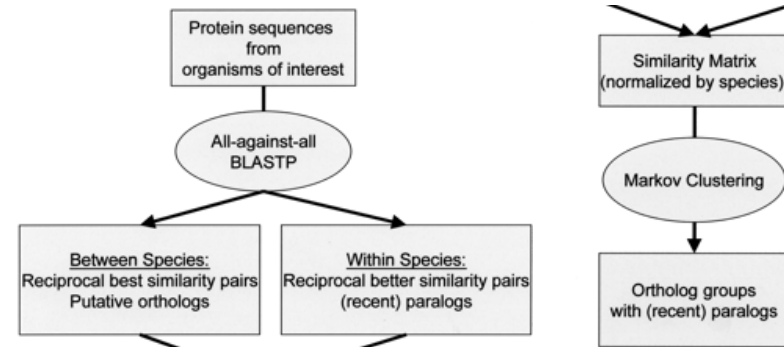 Protein sequences
from
organisms of interest
All-against-all
BLASTP
Between Species:
Reciprocal best similarity pairs
Putative orthologs
Within Species:
Reciprocal better similarity pairs
(recent) paralogs
Similarity Matrix
(normalized by species)
Markov Clustering
Ortholog groups
with (recent) paralogs